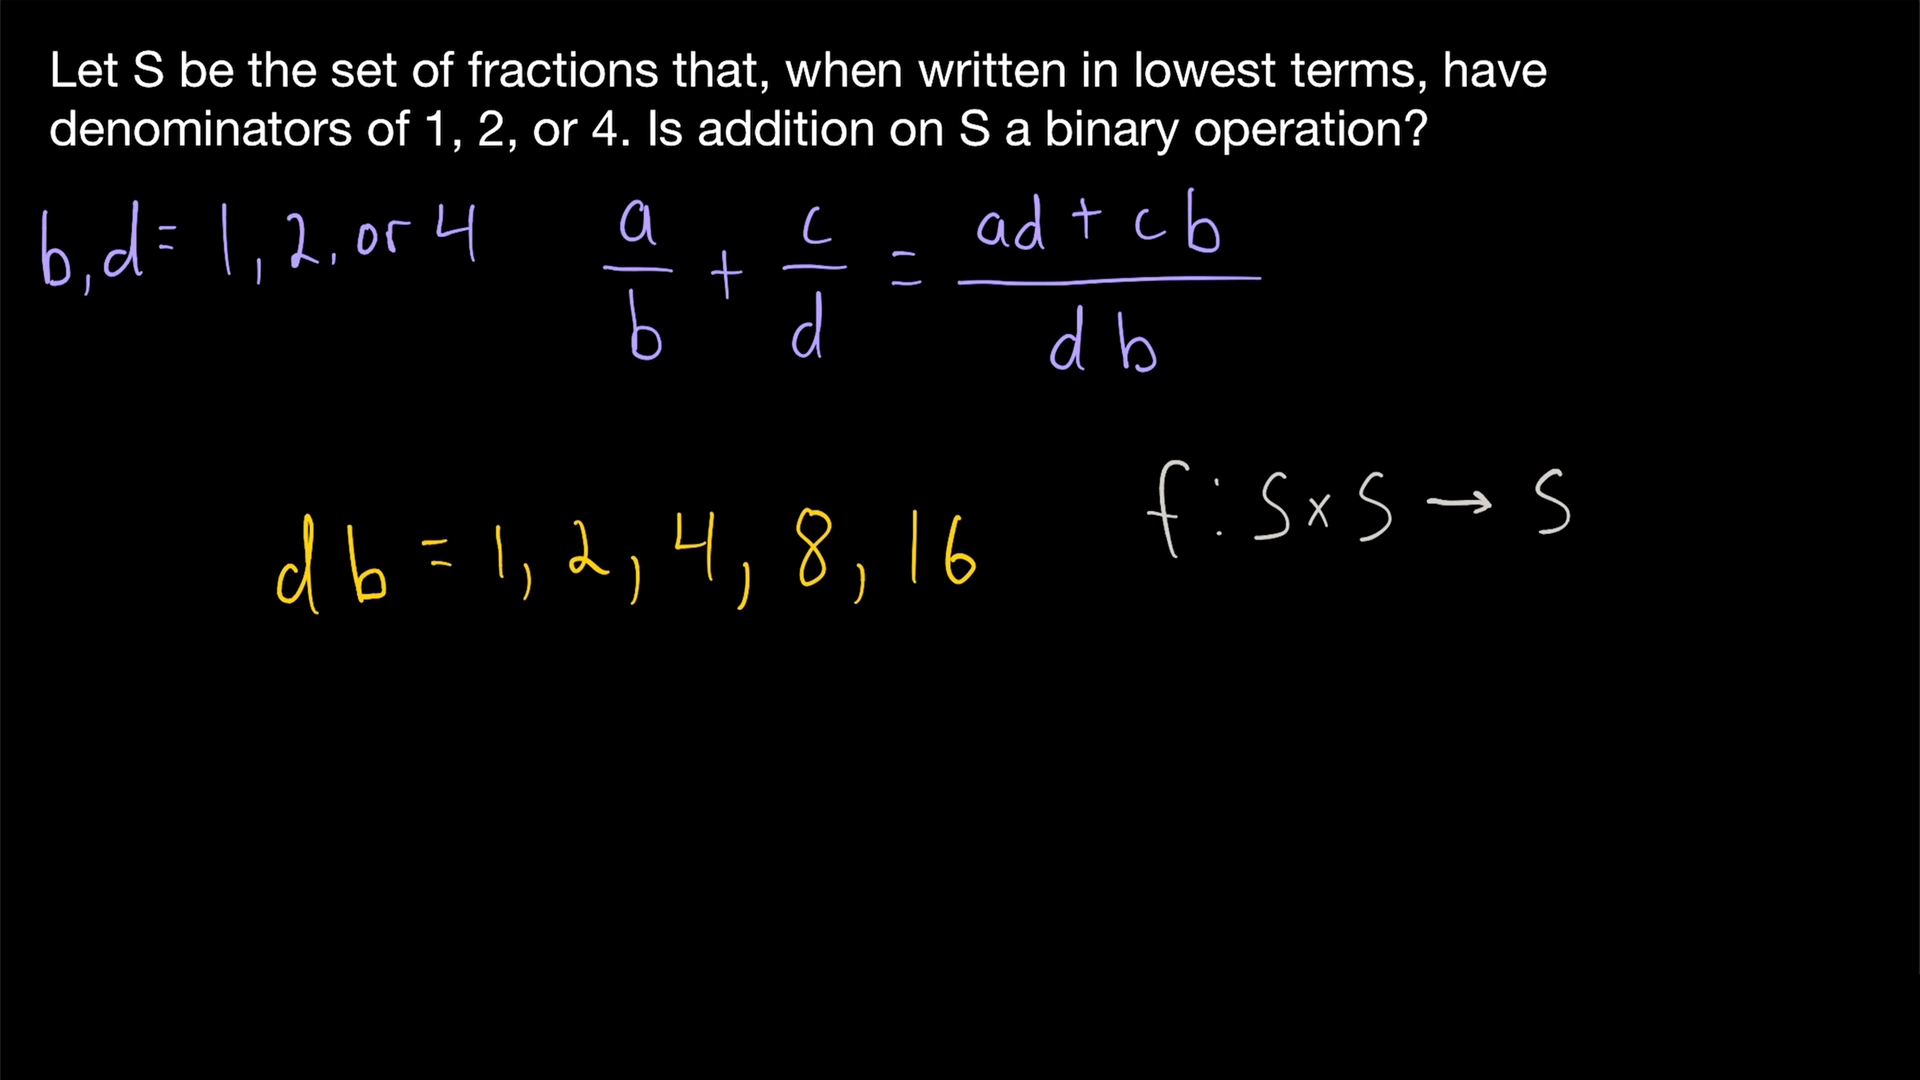 Let S be the set of fractions that, when written in lowest terms, have
denominators of 1, 2, or 4. Is addition on S a binary operation?
b, d = 1, 2, or 4
a/b + c/d = ad + cb / db
f : S × S → S
db = 1, 2, 4, 8, 16